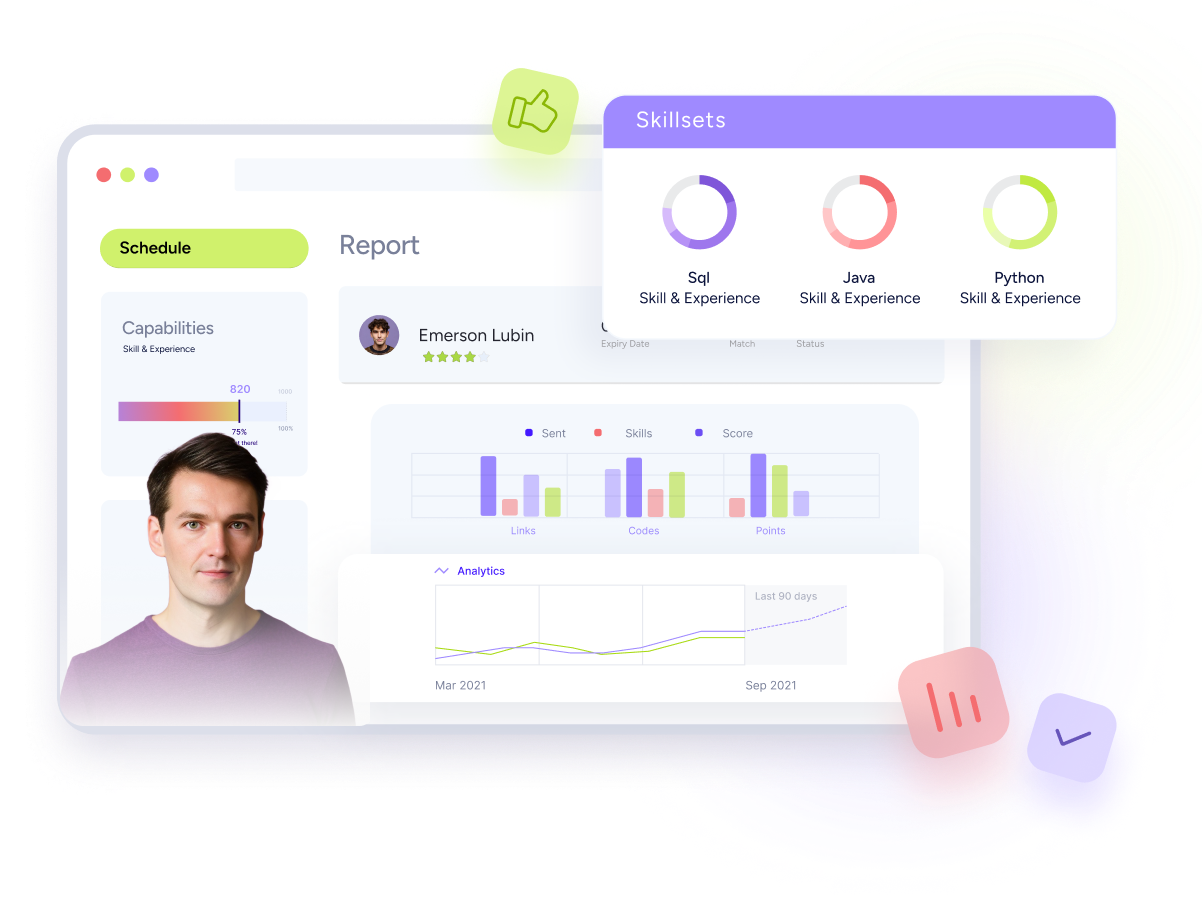 Skillsets
Sql
Skill & Experience
Java
Skill & Experience
Python
Skill & Experience
Schedule
Report
Capabilities
Skill & Experience
820
1000
75%
100%
there!
Emerson Lubin
Expiry Date
Match
Status
Sent
Skills
Score
Links
Codes
Points
Analytics
Last 90 days
Mar 2021
Sep 2021